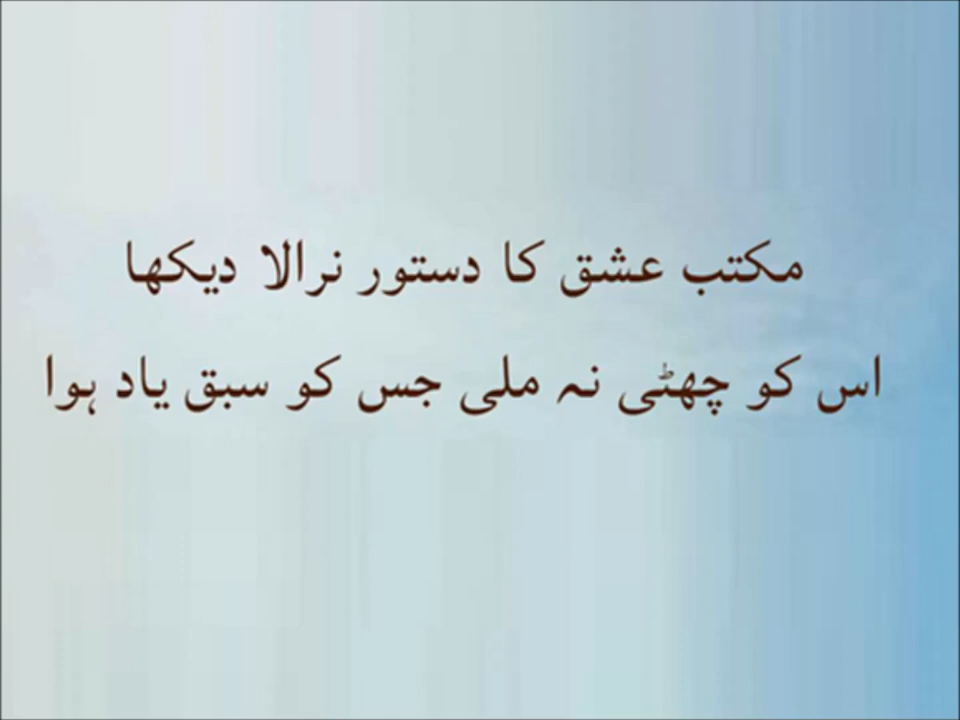 مکتب عشق کا دستور نرالا دیکھا
اس کو چھٹی نہ ملی جس کو سبق یاد ہوا